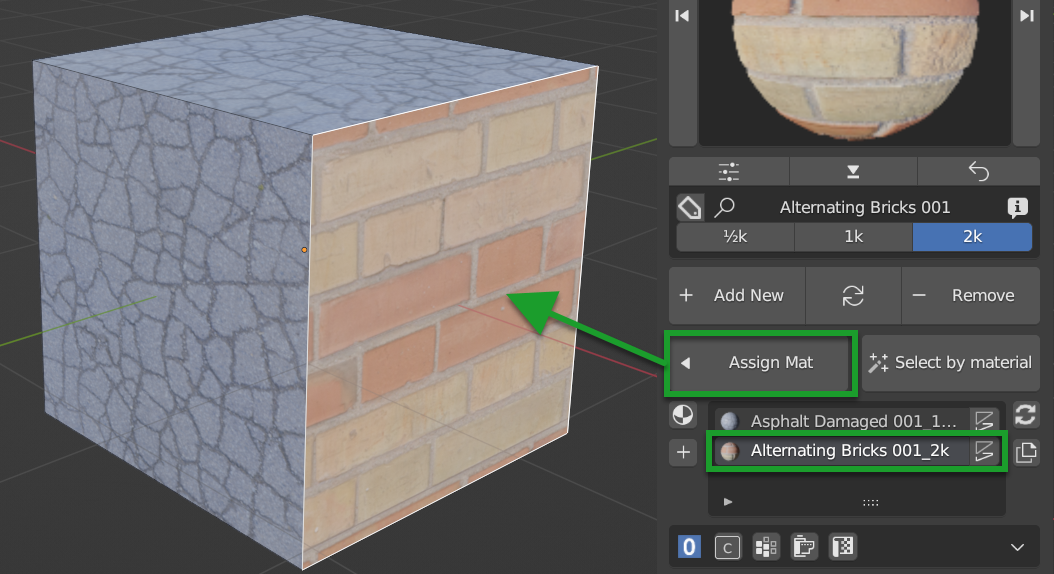 Alternating Bricks 001
½k 1k 2k
+ Add New − Remove
Assign Mat Select by material
Asphalt Damaged 001_1...
Alternating Bricks 001_2k
0 C